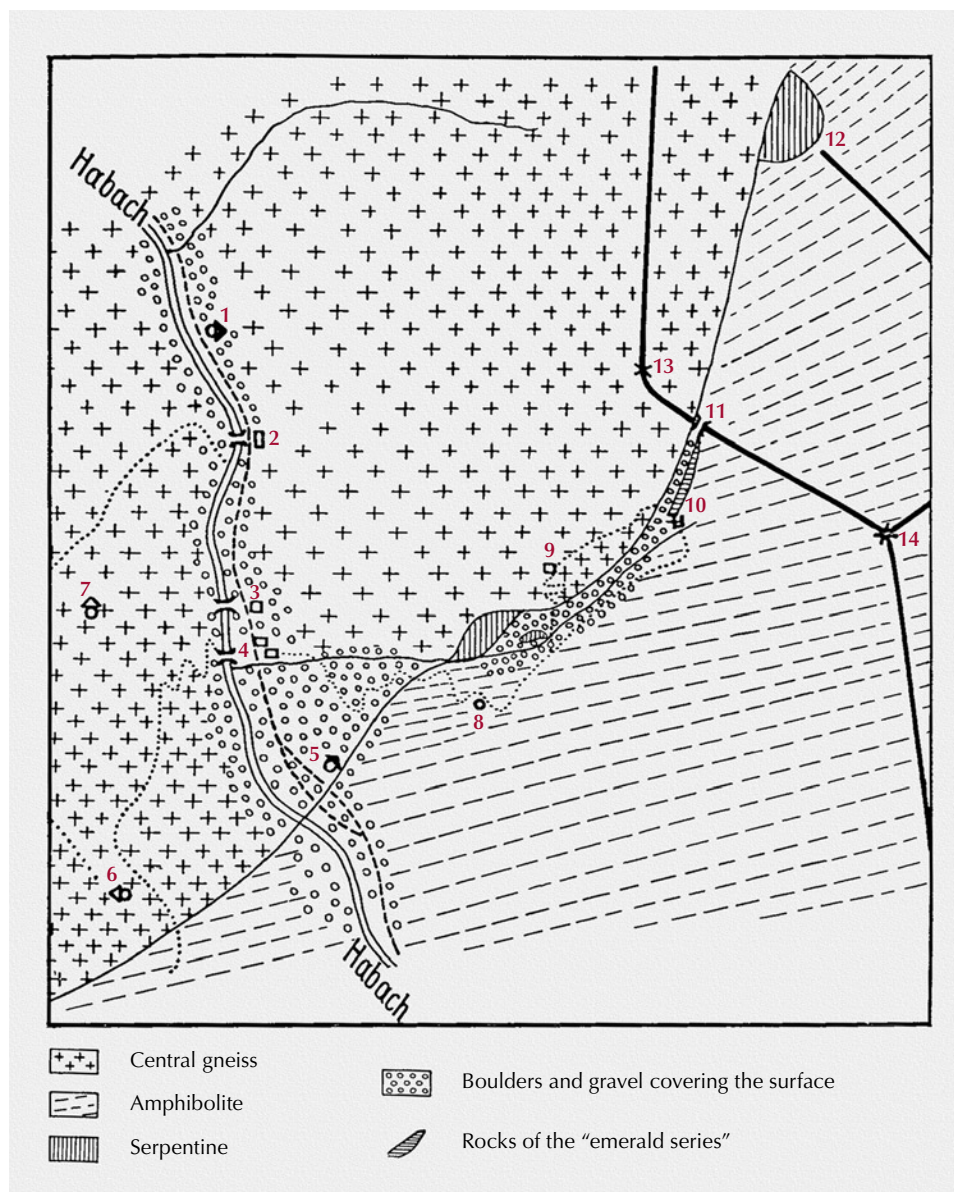 Habach
12
1
13
11
2
10
14
9
7
3
4
8
5
6
Habach
Central gneiss
Amphibolite
Serpentine
Boulders and gravel covering the surface
Rocks of the “emerald series”